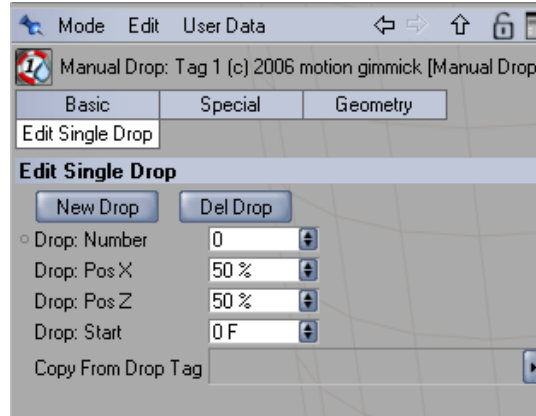 Mode Edit User Data
Manual Drop: Tag 1 (c) 2006 motion gimmick [Manual Drop
Basic Special Geometry
Edit Single Drop
Edit Single Drop
New Drop Del Drop
Drop: Number 0
Drop: Pos X 50 %
Drop: Pos Z 50 %
Drop: Start 0 F
Copy From Drop Tag